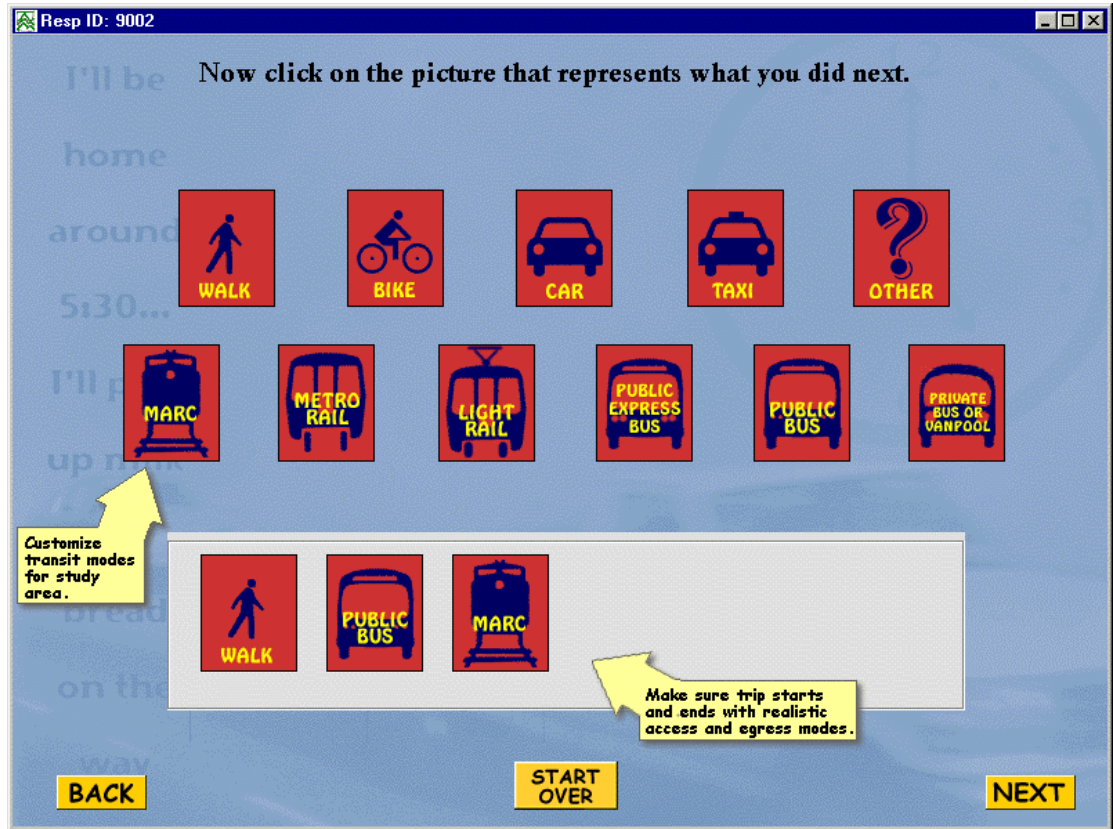 Resp ID: 9002
Now click on the picture that represents what you did next.
I'll be
home
around
5:30...
I'll
up
bread
on the
way
WALK
BIKE
CAR
TAXI
OTHER
MARC
METRO
RAIL
LIGHT
RAIL
PUBLIC
EXPRESS
BUS
PUBLIC
BUS
PRIVATE
BUS OR
VANPOOL
Customize
transit modes
for study
area.
WALK
PUBLIC
BUS
MARC
Make sure trip starts
and ends with realistic
access and egress modes.
BACK
START
OVER
NEXT